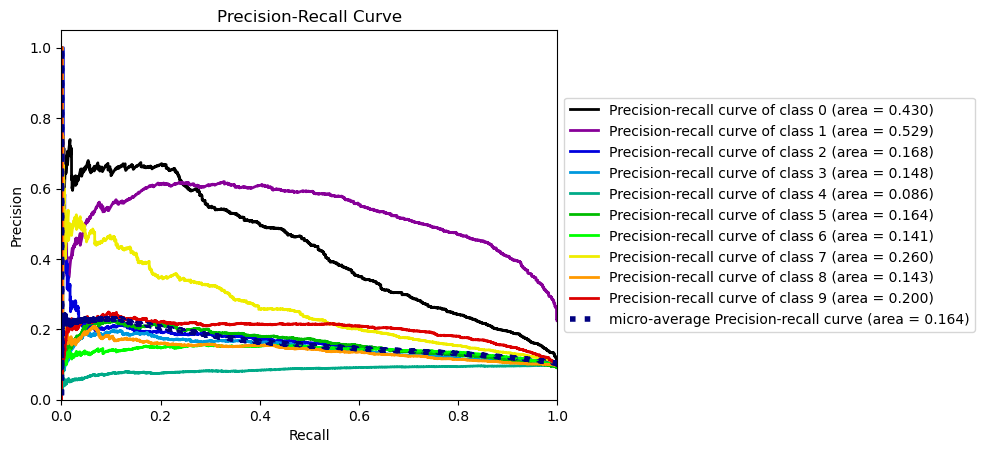 Precision-Recall Curve
Precision
1.0
0.8
0.6
0.4
0.2
0.0
0.0 0.2 0.4 0.6 0.8 1.0
Recall
Precision-recall curve of class 0 (area = 0.430)
Precision-recall curve of class 1 (area = 0.529)
Precision-recall curve of class 2 (area = 0.168)
Precision-recall curve of class 3 (area = 0.148)
Precision-recall curve of class 4 (area = 0.086)
Precision-recall curve of class 5 (area = 0.164)
Precision-recall curve of class 6 (area = 0.141)
Precision-recall curve of class 7 (area = 0.260)
Precision-recall curve of class 8 (area = 0.143)
Precision-recall curve of class 9 (area = 0.200)
micro-average Precision-recall curve (area = 0.164)